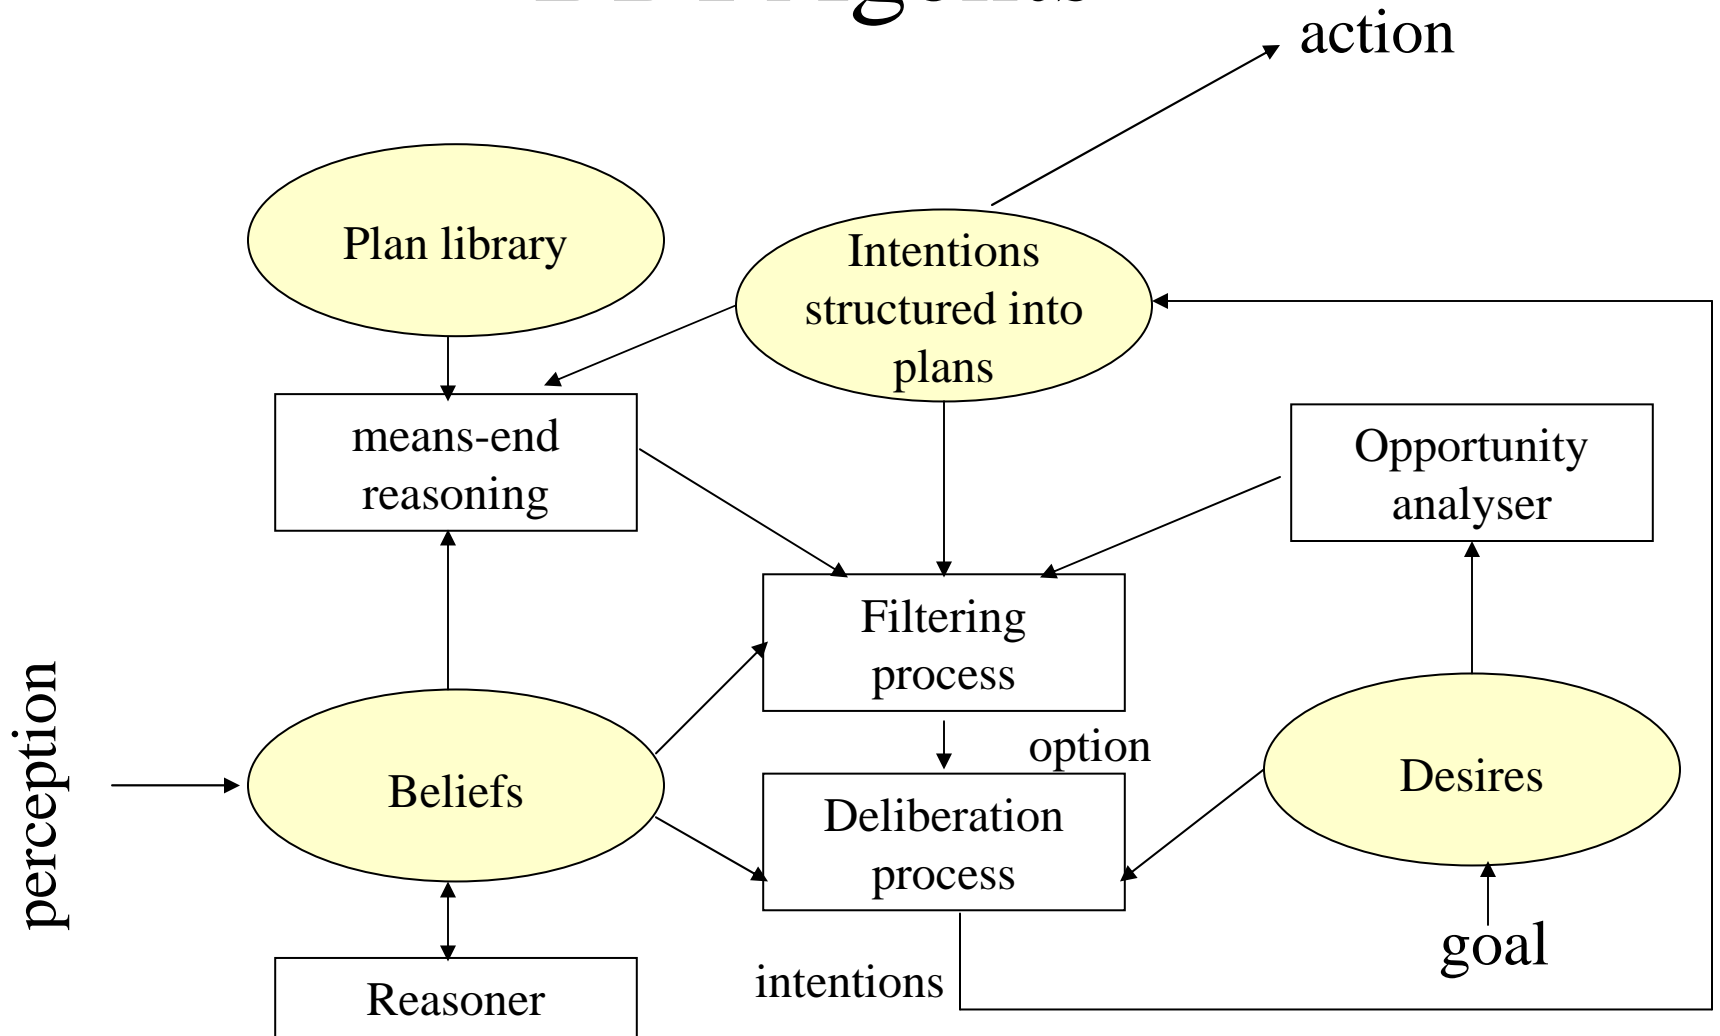 action
Plan library
Intentions
structured into
plans
means-end
reasoning
Opportunity
analyser
Filtering
process
option
perception
Beliefs
Desires
Deliberation
process
goal
intentions
Reasoner